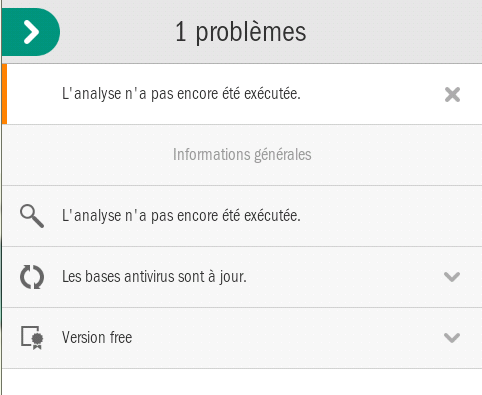 1 problèmes
L'analyse n'a pas encore été exécutée.
Informations générales
L'analyse n'a pas encore été exécutée.
Les bases antivirus sont à jour.
Version free